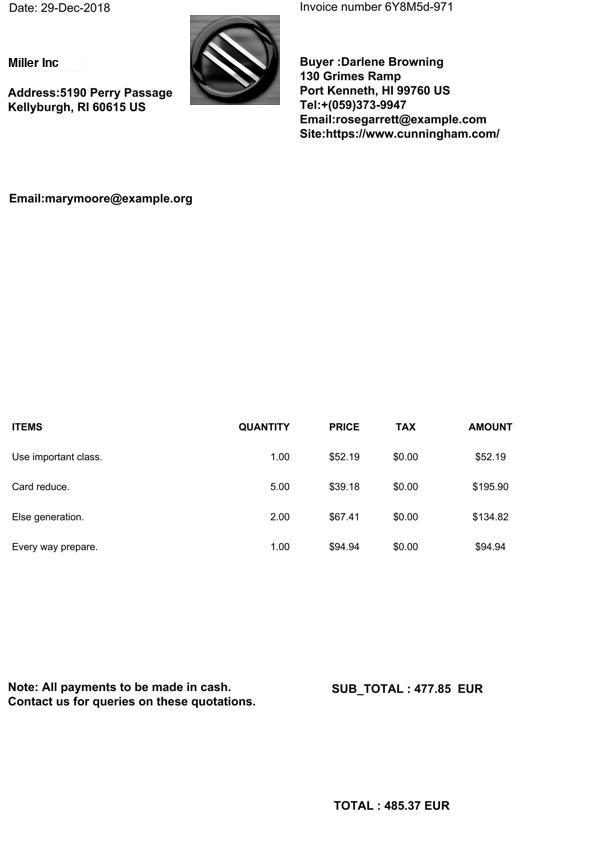 Date: 29-Dec-2018
Invoice number 6Y8M5d-971
Miller Inc
Address:5190 Perry Passage
Kellyburgh, RI 60615 US
Buyer :Darlene Browning
130 Grimes Ramp
Port Kenneth, HI 99760 US
Tel:+(059)373-9947
Email:rosegarrett@example.com
Site:https://www.cunningham.com/
Email:marymoore@example.org
ITEMS QUANTITY PRICE TAX AMOUNT
Use important class. 1.00 $52.19 $0.00 $52.19
Card reduce. 5.00 $39.18 $0.00 $195.90
Else generation. 2.00 $67.41 $0.00 $134.82
Every way prepare. 1.00 $94.94 $0.00 $94.94
Note: All payments to be made in cash.
Contact us for queries on these quotations.
SUB_TOTAL : 477.85 EUR
TOTAL : 485.37 EUR